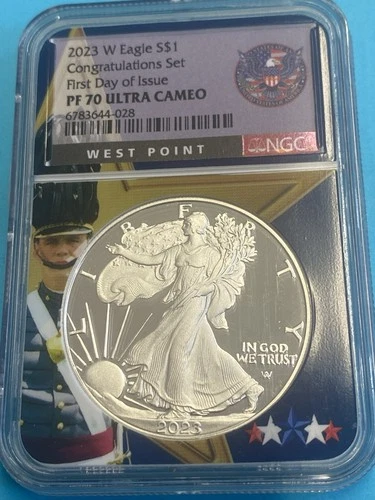 2023 W Eagle S$1
Congratulations Set
First Day of Issue
PF 70 ULTRA CAMEO
6783644-028
NGC
WEST POINT
LIBERTY
IN GOD
WE TRUST
W
2023